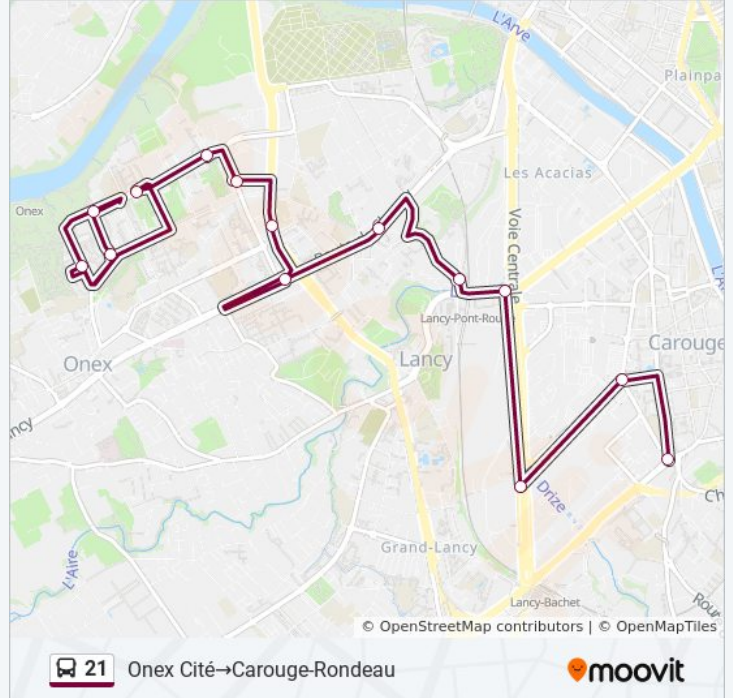 L'Arve
Plainpa
Les Acacias
Onex
Voie Centrale
L'A
Lancy-Pont-Rou
Carouge
Lancy
Onex
ncy
Drize
Ch
Grand-Lancy
L'Aire
Lancy-Bachet
Rou
© OpenStreetMap contributors | © OpenMapTiles
21 Onex Cité→Carouge-Rondeau
moovit